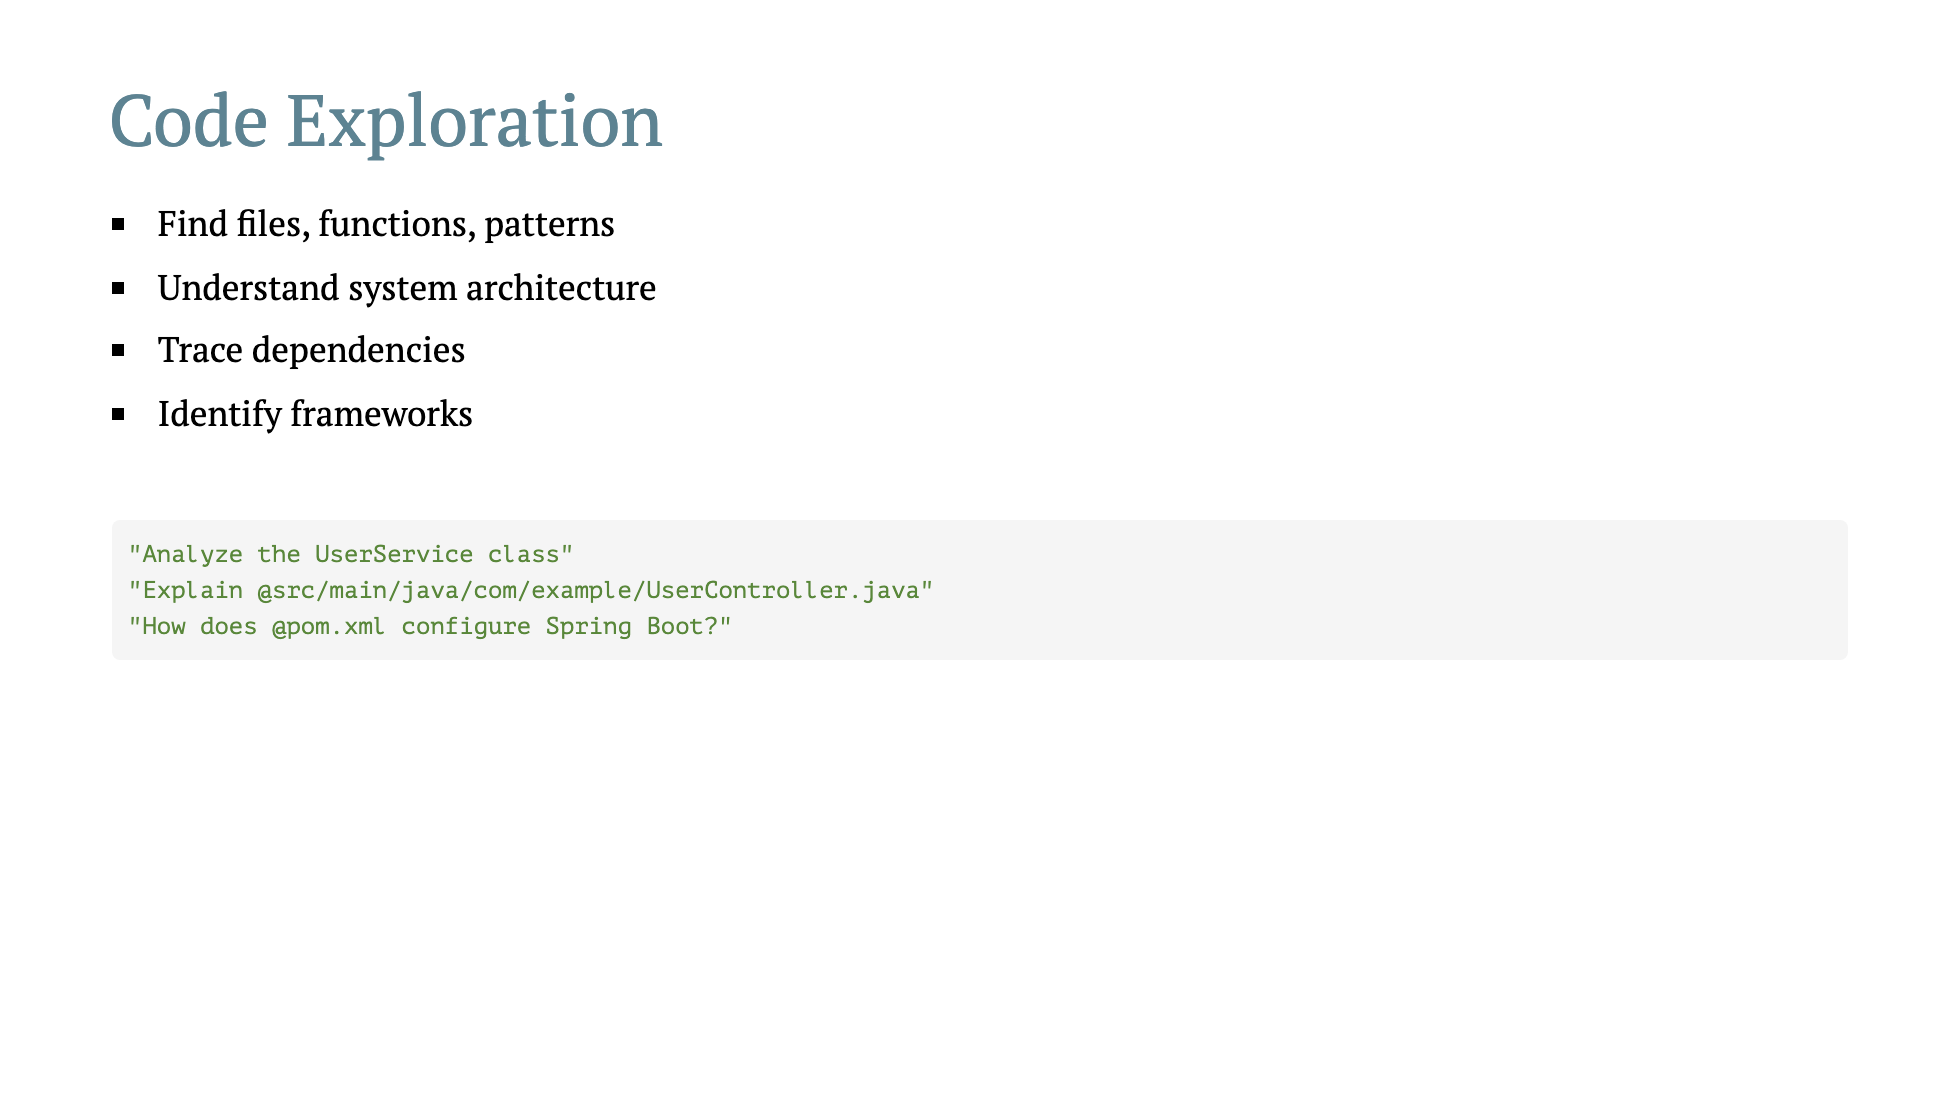 Code Exploration
Find files, functions, patterns
Understand system architecture
Trace dependencies
Identify frameworks
"Analyze the UserService class"
"Explain @src/main/java/com/example/UserController.java"
"How does @pom.xml configure Spring Boot?"